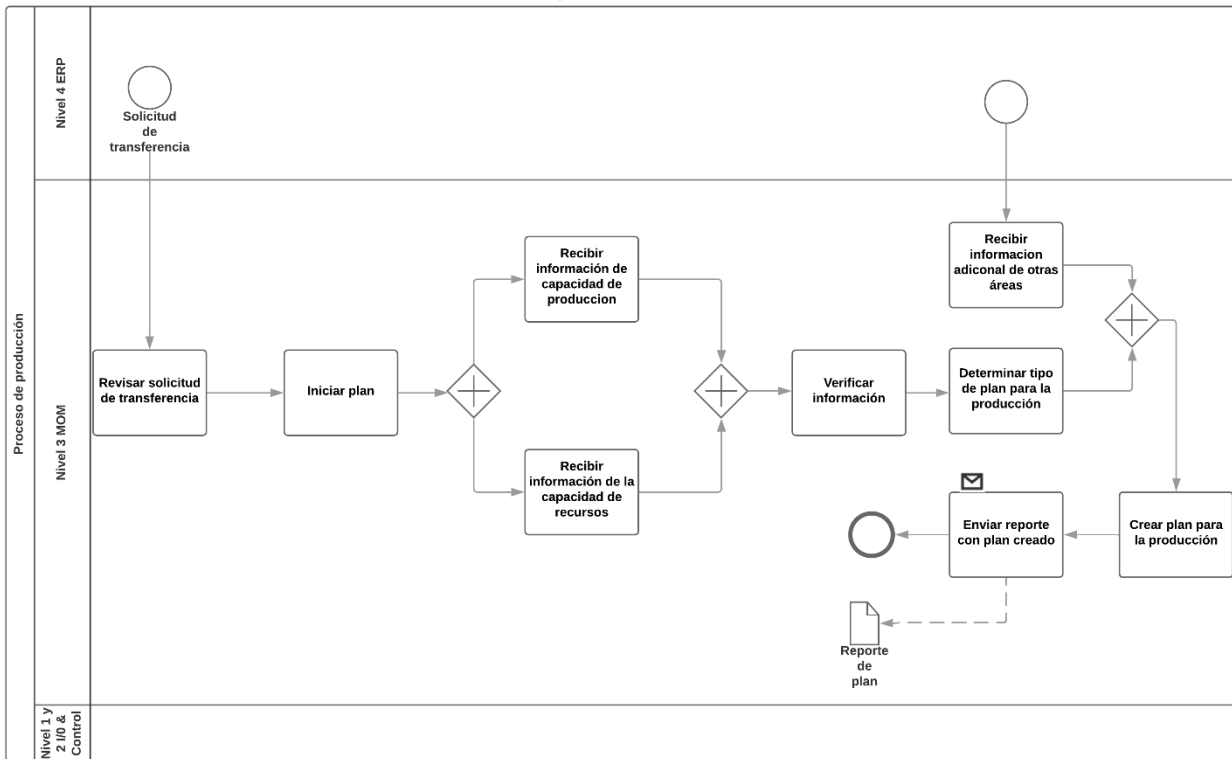 Proceso de producción
Nivel 4 ERP
Solicitud
de
transferencia
Nivel 3 MOM
Revisar solicitud
de transferencia
Iniciar plan
Recibir
información de
capacidad de
produccion
Recibir
información de la
capacidad de
recursos
Verificar
información
Recibir
informacion
adiconal de otras
áreas
Determinar tipo
de plan para la
producción
Crear plan para
la producción
Enviar reporte
con plan creado
Reporte
de
plan
Nivel 1 y
2 I/0 &
Control